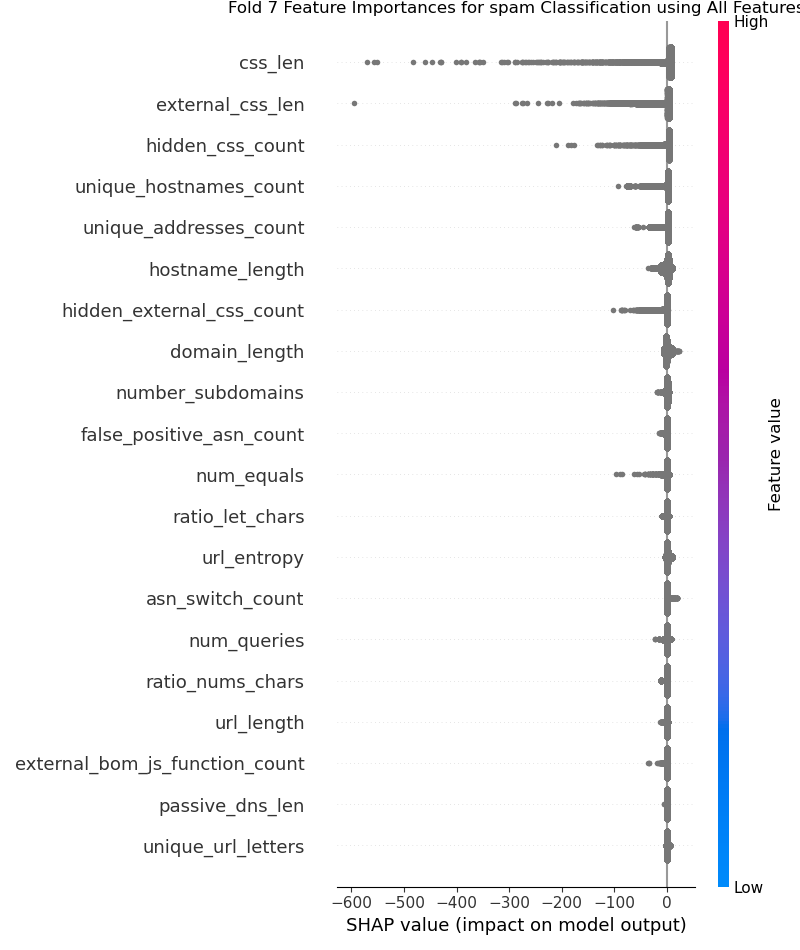 Fold 7 Feature Importances for spam Classification using All Features
High
css_len
external_css_len
hidden_css_count
unique_hostnames_count
unique_addresses_count
hostname_length
hidden_external_css_count
domain_length
number_subdomains
false_positive_asn_count
num_equals
ratio_let_chars
url_entropy
asn_switch_count
num_queries
ratio_nums_chars
url_length
external_bom_js_function_count
passive_dns_len
unique_url_letters
Feature value
Low
−600 −500 −400 −300 −200 −100 0
SHAP value (impact on model output)